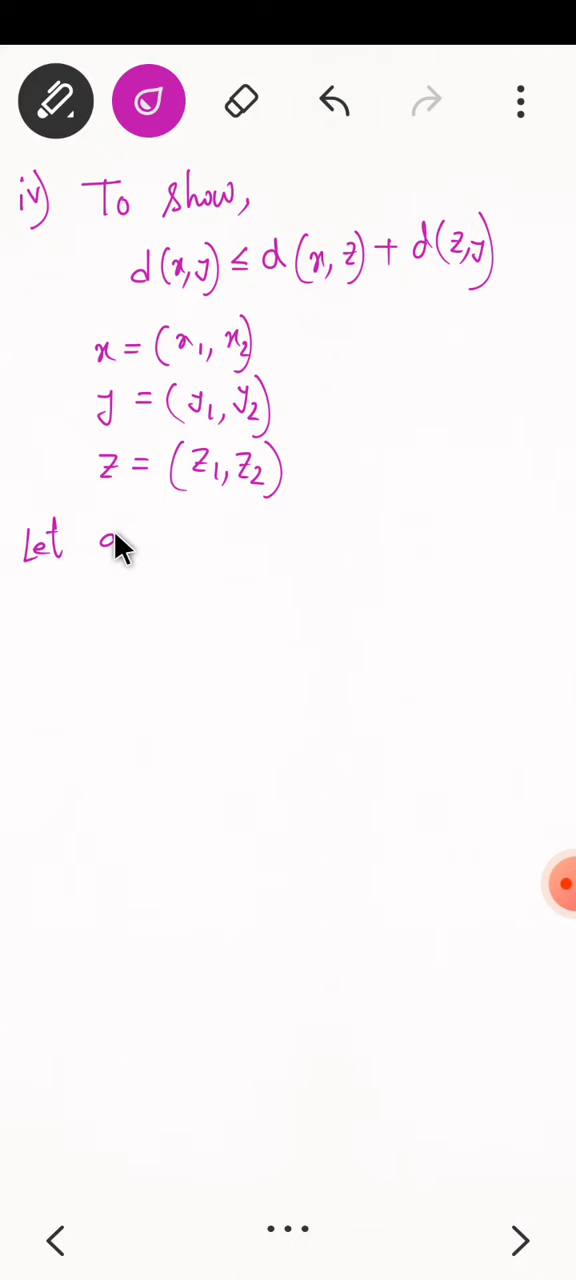 iv) To show,
d(x,y) ≤ d(x,z) + d(z,y)
x = (x₁, x₂)
y = (y₁, y₂)
z = (z₁, z₂)
Let